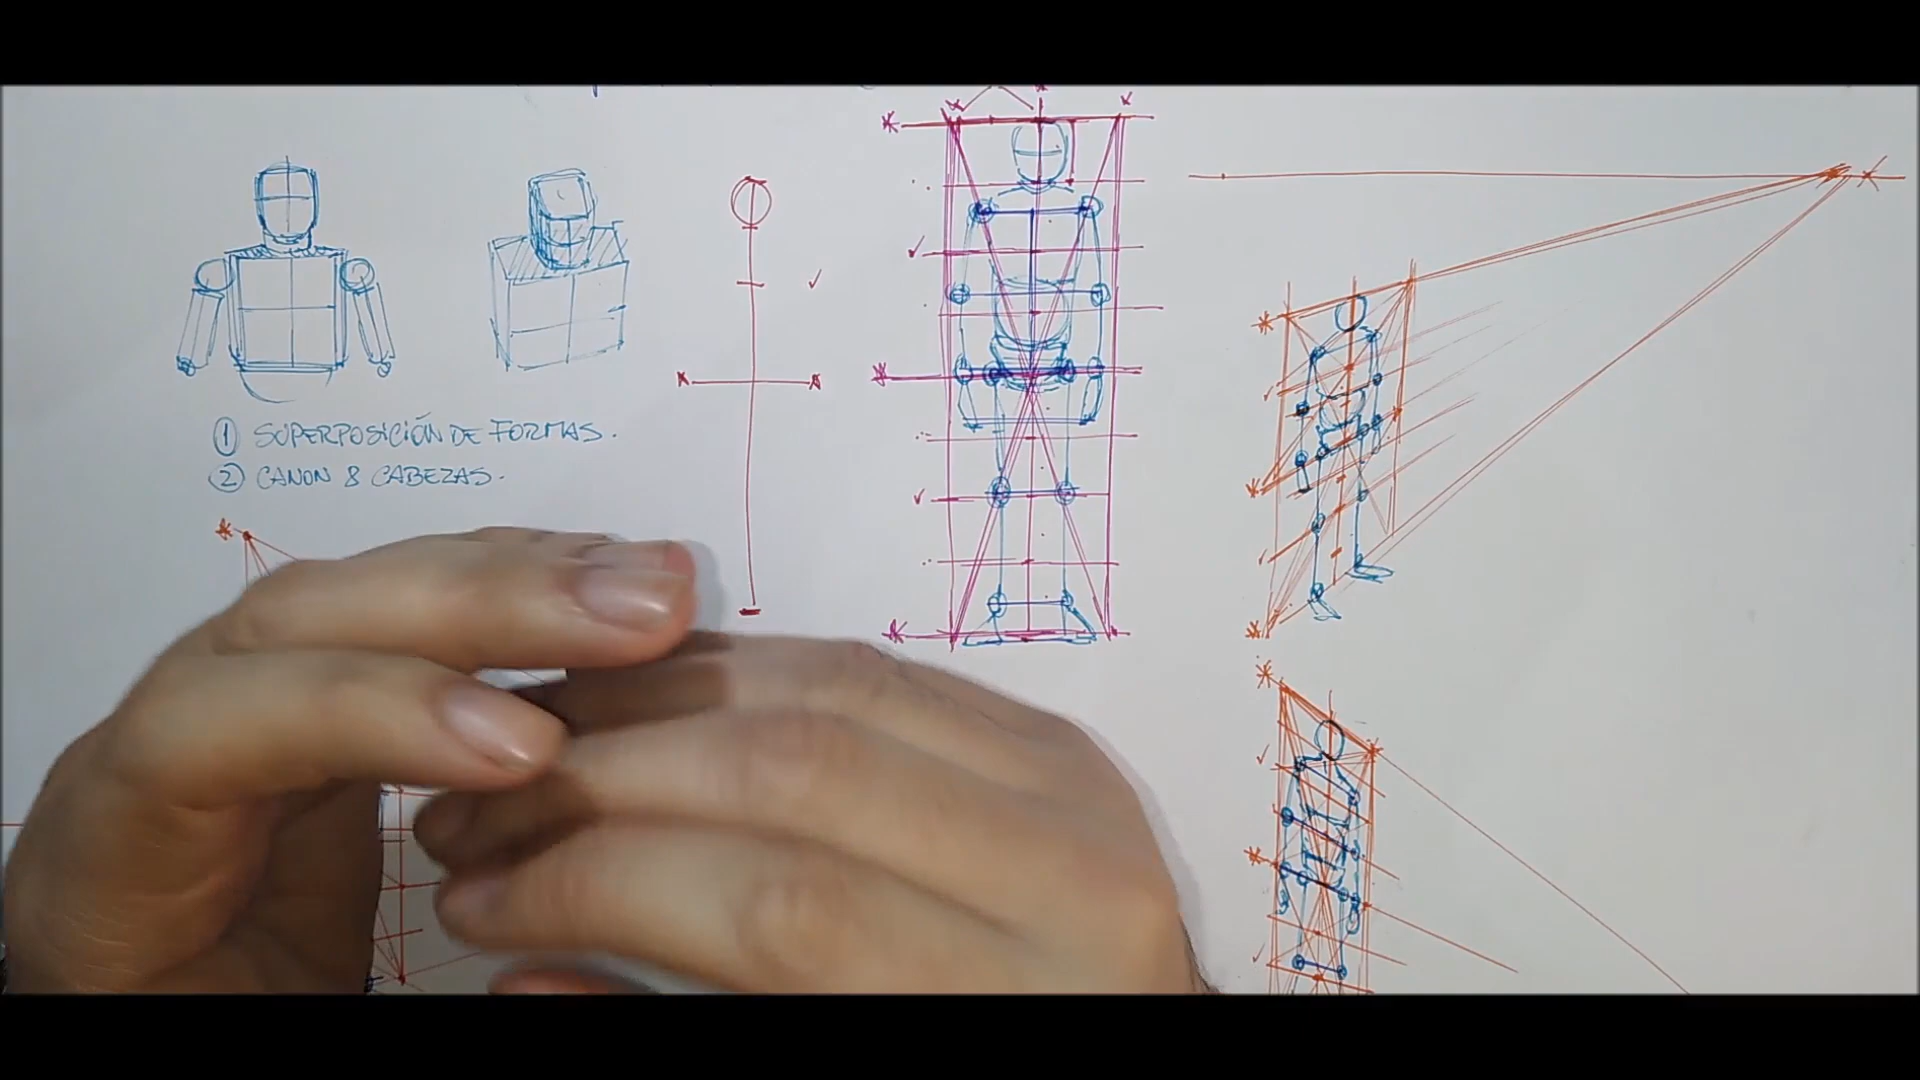 ① SUPERPOSICIÓN DE FORMAS.
② CANON 8 CABEZAS.